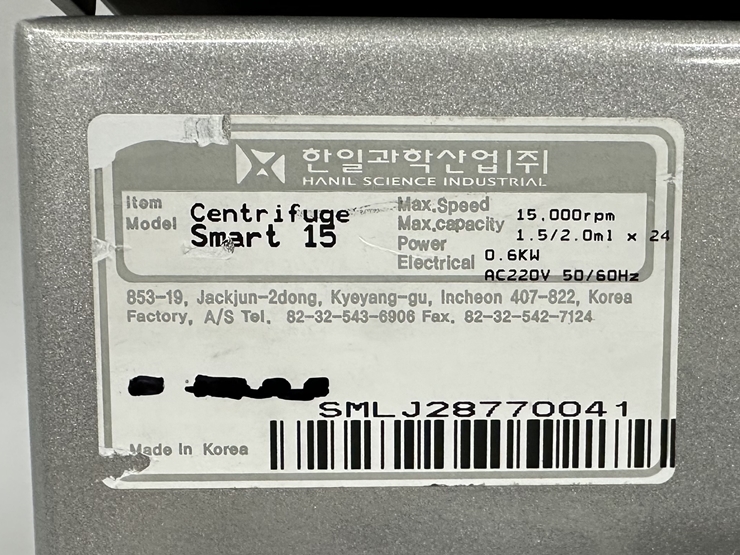 한일과학산업|주
HANIL SCIENCE INDUSTRIAL
Item Centrifuge
Model Smart 15
Max.Speed 15.000rpm
Max.capacity 1.5/2.0ml x 24
Power 0.6KW
Electrical AC220V 50/60Hz
853-19, Jackjun-2dong, Kyeyang-gu, Incheon 407-822, Korea
Factory, A/S Tel. 82-32-543-6906 Fax. 82-32-542-7124
SMLJ28770041
Made In Korea